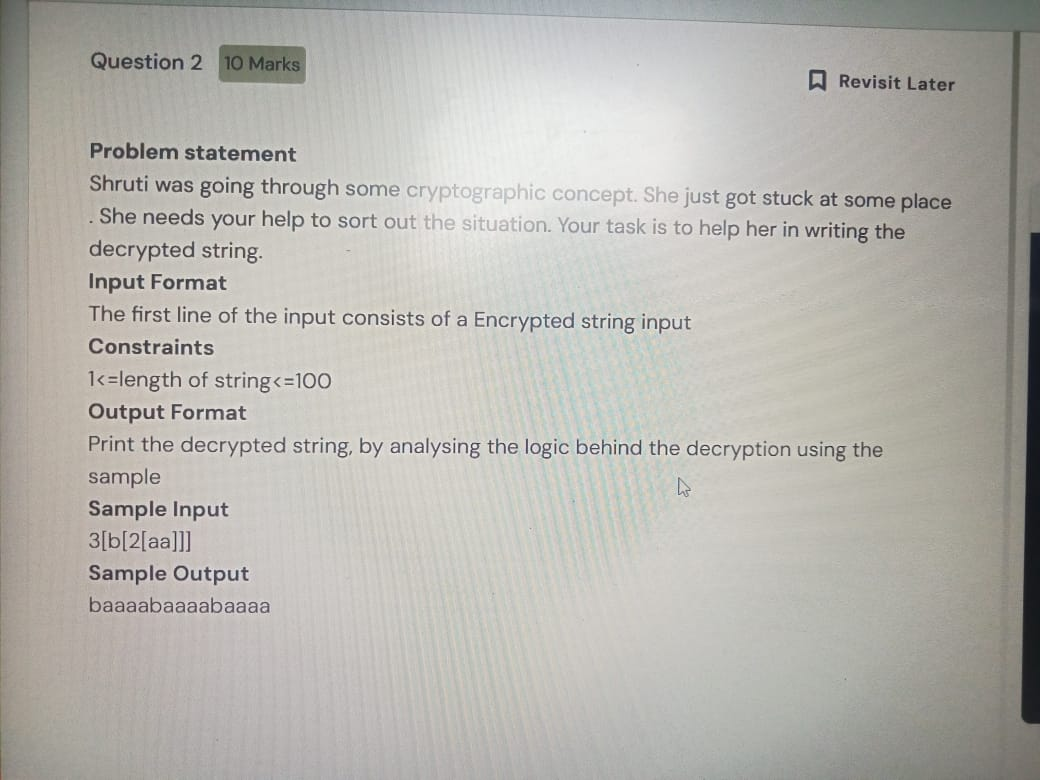 Question 2 10 Marks
Revisit Later
Problem statement
Shruti was going through some cryptographic concept. She just got stuck at some place
. She needs your help to sort out the situation. Your task is to help her in writing the
decrypted string.
Input Format
The first line of the input consists of a Encrypted string input
Constraints
1<=length of string<=100
Output Format
Print the decrypted string, by analysing the logic behind the decryption using the
sample
Sample Input
3[b[2[aa]]]
Sample Output
baaaabaaaabaaaa